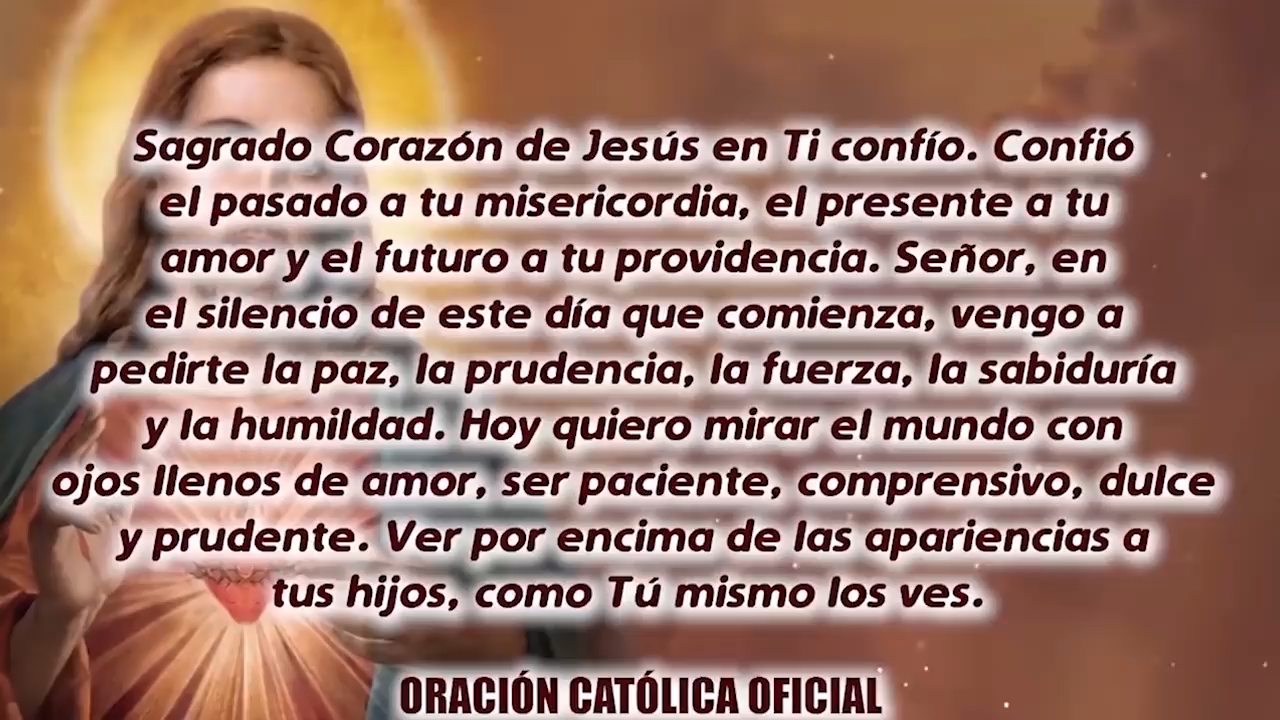 Sagrado Corazón de Jesús en Ti confío. Confió
el pasado a tu misericordia, el presente a tu
amor y el futuro a tu providencia. Señor, en
el silencio de este día que comienza, vengo a
pedirte la paz, la prudencia, la fuerza, la sabiduría
y la humildad. Hoy quiero mirar el mundo con
ojos llenos de amor, ser paciente, comprensivo, dulce
y prudente. Ver por encima de las apariencias a
tus hijos, como Tú mismo los ves.
ORACIÓN CATÓLICA OFICIAL